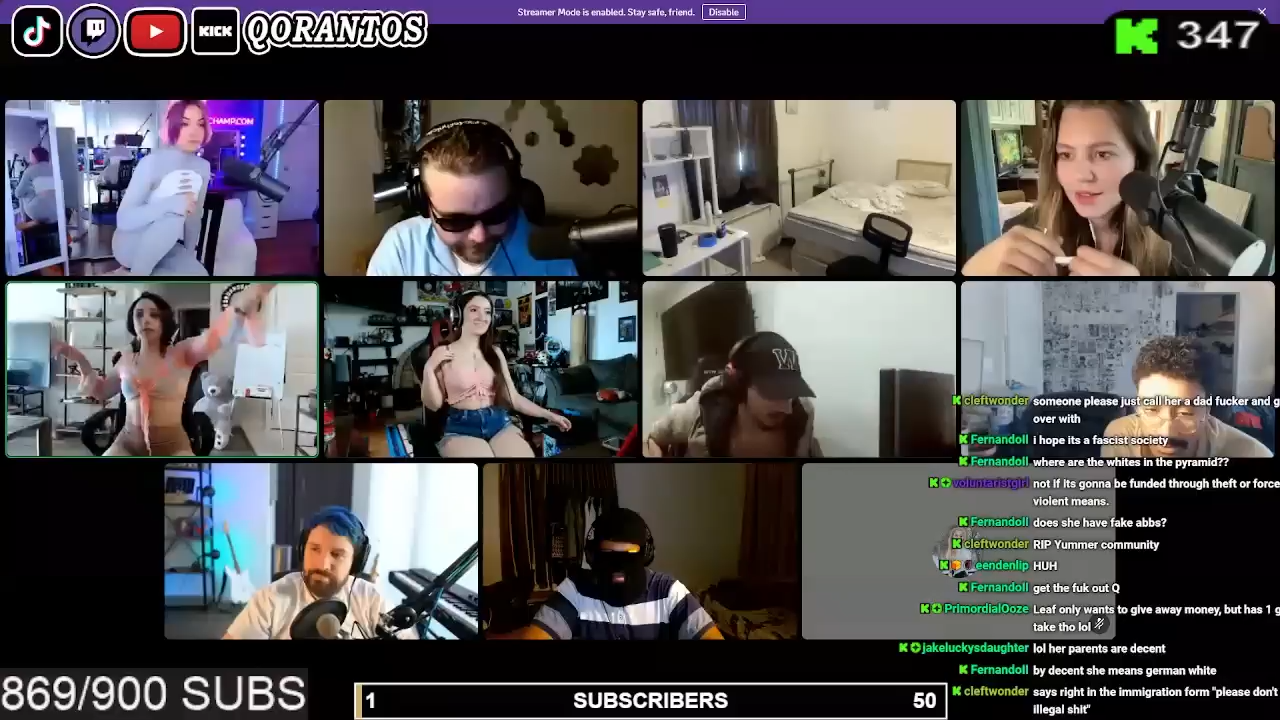 Streamer Mode is enabled. Stay safe, friend. Disable
KICK QORANTOS
347
CHAMP.COM
cleftwonder someone please just call her a dad fucker and g
over with
Fernandoll i hope its a fascist society
Fernandoll where are the whites in the pyramid??
voluntaristgirl not if its gonna be funded through theft or force
violent means.
Fernandoll does she have fake abbs?
cleftwonder RIP Yummer community
eendenlip HUH
Fernandoll get the fuk out Q
PrimordialOoze Leaf only wants to give away money, but has 1 g
take tho lol
jakeluckysdaughter lol her parents are decent
Fernandoll by decent she means german white
cleftwonder says right in the immigration form "please don't
illegal shit"
869/900 SUBS
1 SUBSCRIBERS 50